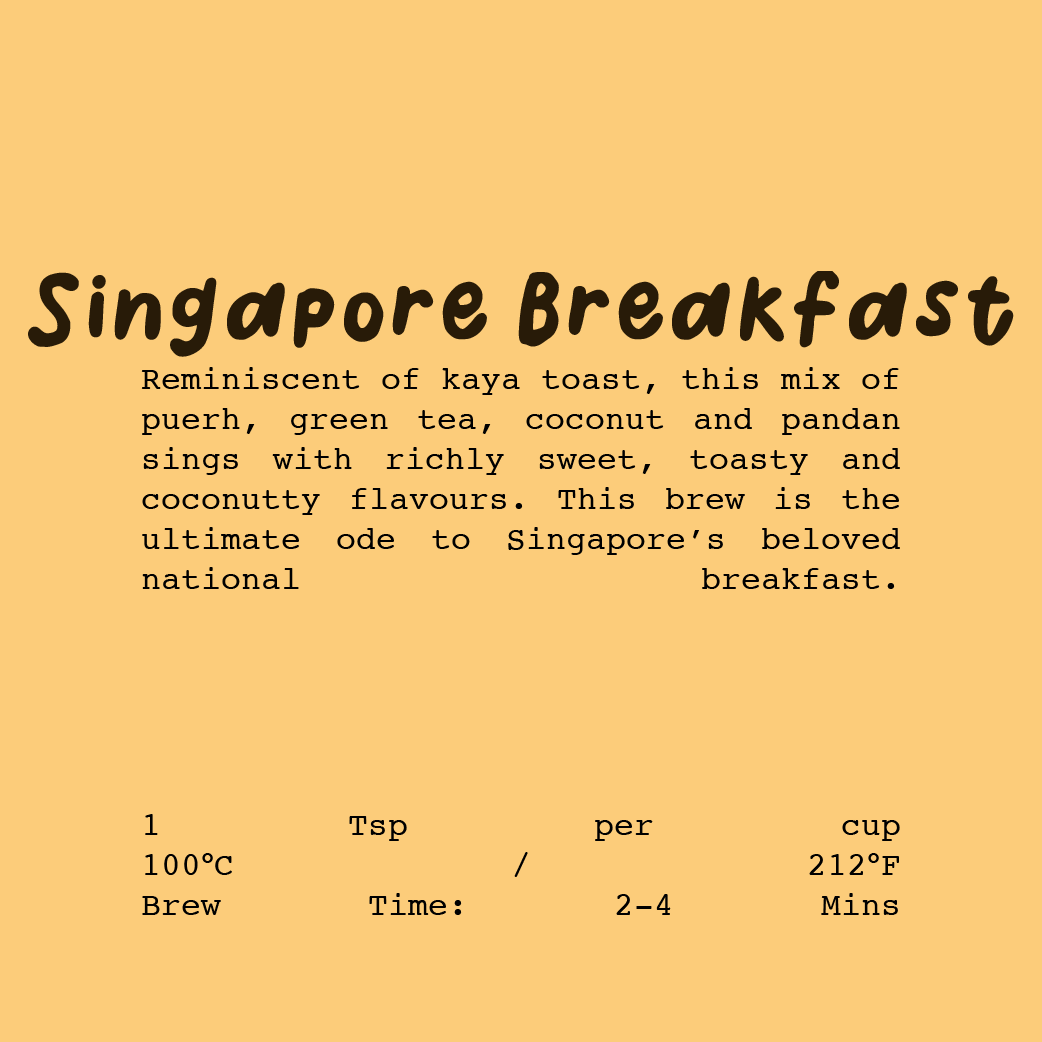 Singapore Breakfast
Reminiscent of kaya toast, this mix of
puerh, green tea, coconut and pandan
sings with richly sweet, toasty and
coconutty flavours. This brew is the
ultimate ode to Singapore’s beloved
national breakfast.
1 Tsp per cup
100°C / 212°F
Brew Time: 2-4 Mins